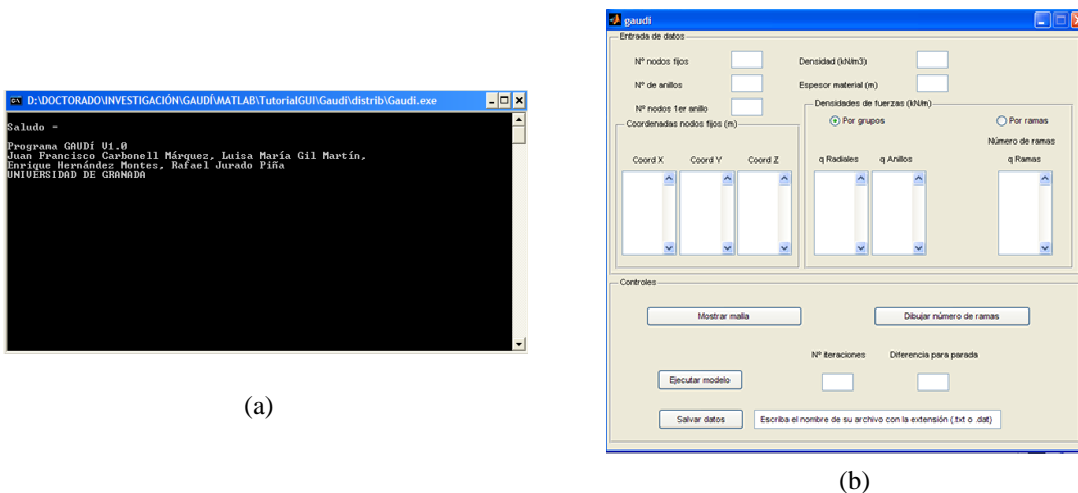 D:\DOCTORADO\INVESTIGACIÓN\GAUDÍ\MATLAB\TutorialGUI\Gaudi\distrib\Gaudi.exe
Saludo =
Programa GAUDí V1.0
Juan Francisco Carbonell Márquez, Luisa María Gil Martín,
Enrique Hernández Montes, Rafael Jurado Piña
UNIVERSIDAD DE GRANADA
(a)
gaudi
Entrada de datos
Nº nodos fijos
Densidad (kN/m3)
Nº de anillos
Espesor material (m)
Nº nodos 1er anillo
Densidades de fuerzas (kN/m)
Por grupos
Por ramas
Coordenadas nodos fijos (m)
Número de ramas
Coord X
Coord Y
Coord Z
q Radiales
q Anillos
q Ramas
Controles
Mostrar malla
Dibujar número de ramas
Nº iteraciones
Diferencia para parada
Ejecutar modelo
Salvar datos
Escriba el nombre de su archivo con la extensión (.txt o .dat)
(b)